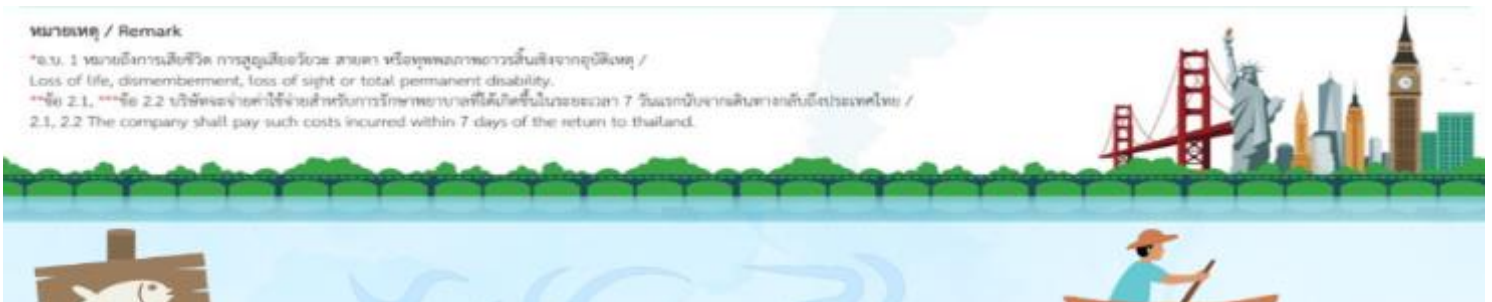 หมายเหตุ / Remark
*อ.บ. 1 หมายถึงการเสียชีวิต การสูญเสียอวัยวะ สายตา หรือทุพพลภาพถาวรสิ้นเชิงจากอุบัติเหตุ /
Loss of life, dismemberment, loss of sight or total permanent disability.
**ข้อ 2.1, ***ข้อ 2.2 บริษัทจะจ่ายค่าใช้จ่ายสำหรับการรักษาพยาบาลที่ได้เกิดขึ้นในระยะเวลา 7 วันแรกนับจากเดินทางกลับถึงประเทศไทย /
2.1, 2.2 The company shall pay such costs incurred within 7 days of the return to thailand.